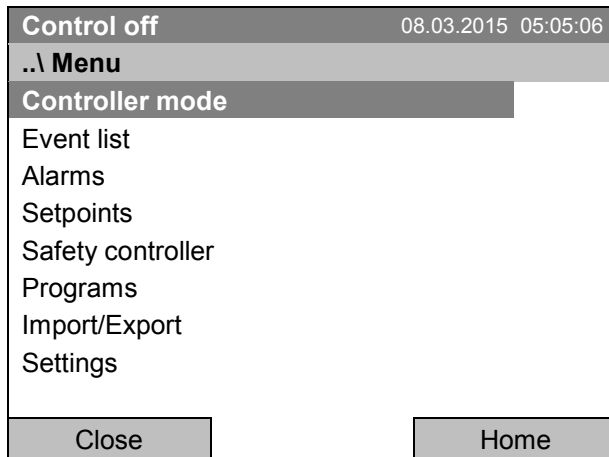 Control off 08.03.2015 05:05:06
..\ Menu
Controller mode
Event list
Alarms
Setpoints
Safety controller
Programs
Import/Export
Settings
Close Home